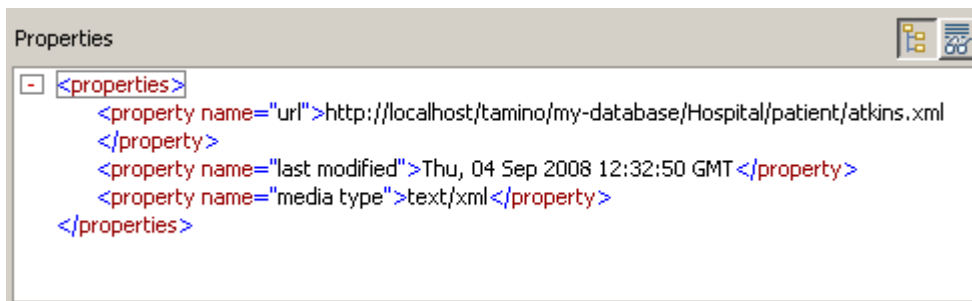 Properties
- <properties>
<property name="url">http://localhost/tamino/my-database/Hospital/patient/atkins.xml
</property>
<property name="last modified">Thu, 04 Sep 2008 12:32:50 GMT</property>
<property name="media type">text/xml</property>
</properties>